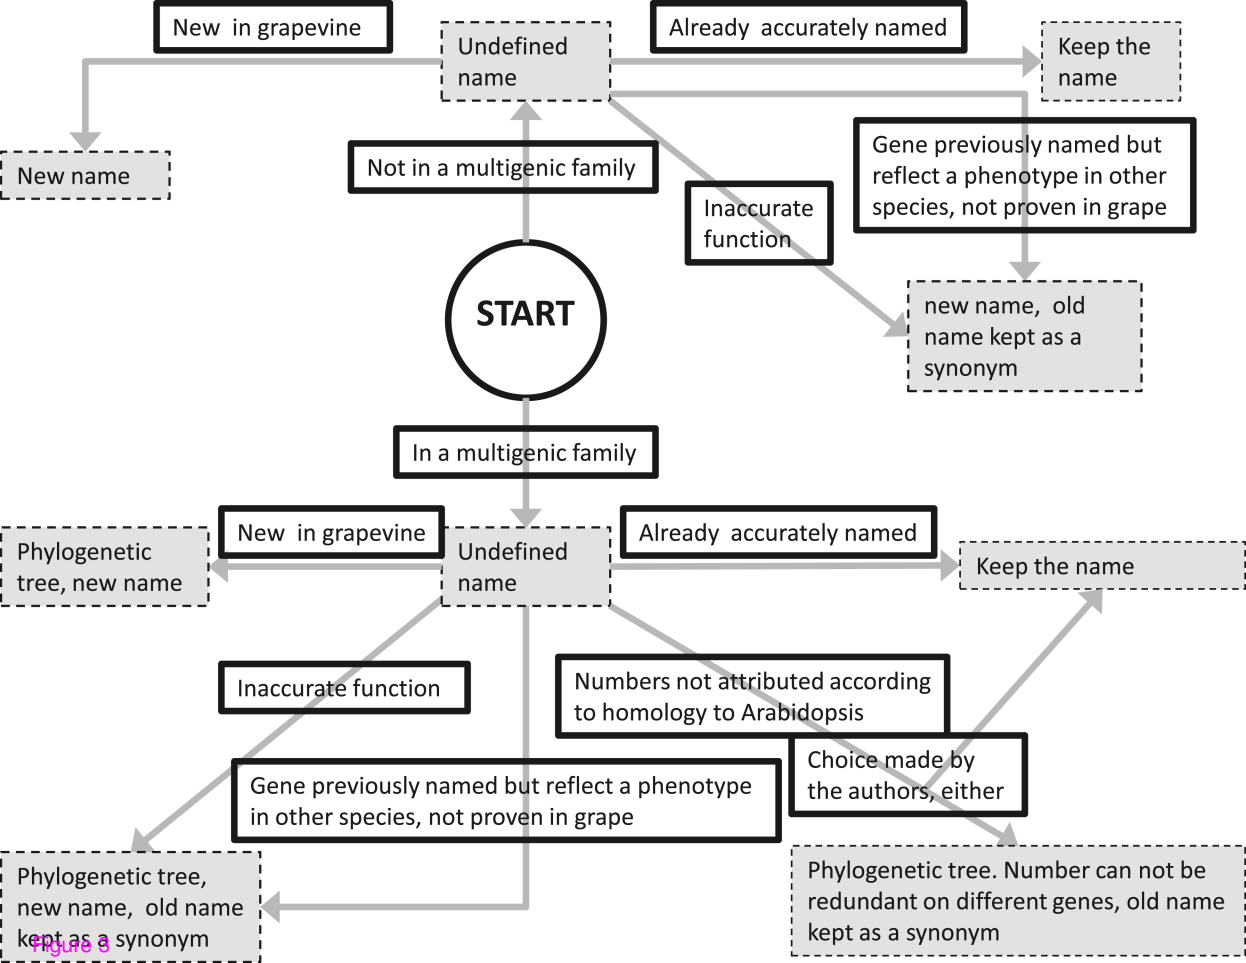 New in grapevine
Undefined
name
Already accurately named
Keep the
name
New name
Not in a multigenic family
Gene previously named but
reflect a phenotype in other
species, not proven in grape
Inaccurate
function
START
new name, old
name kept as a
synonym
In a multigenic family
Phylogenetic
tree, new name
New in grapevine
Undefined
name
Already accurately named
Keep the name
Inaccurate function
Numbers not attributed according
to homology to Arabidopsis
Choice made by
the authors, either
Gene previously named but reflect a phenotype
in other species, not proven in grape
Phylogenetic tree,
new name, old name
kept as a synonym
Figure 3
Phylogenetic tree. Number can not be
redundant on different genes, old name
kept as a synonym